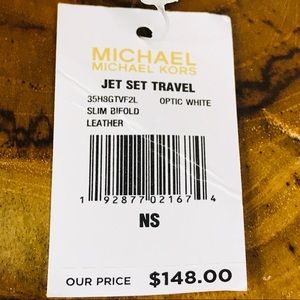 MICHAEL
MICHAEL KORS
JET SET TRAVEL
35H8GTVF2L OPTIC WHITE
SLIM BIFOLD
LEATHER
1 92877 02167 4
NS
OUR PRICE $148.00